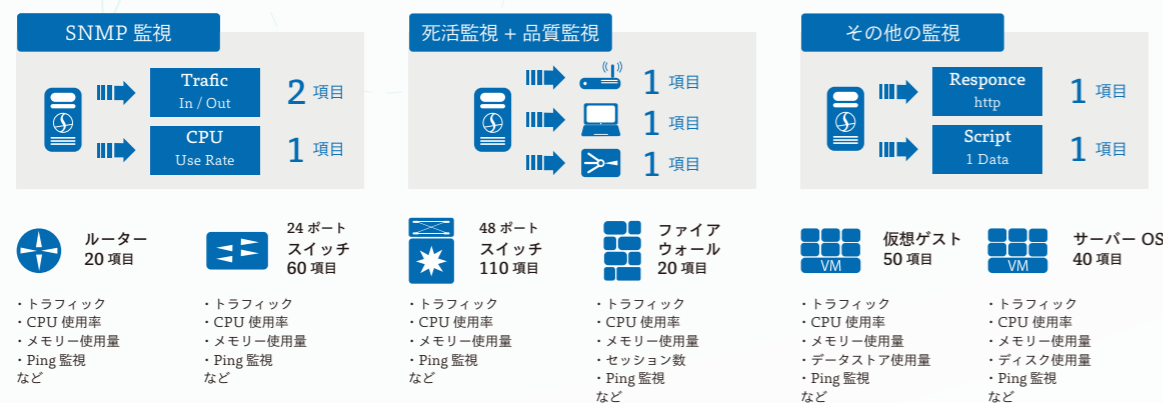 SNMP 監視
Trafic
In / Out
2 項目
CPU
Use Rate
1 項目
死活監視 + 品質監視
1 項目
1 項目
1 項目
その他の監視
Responce
http
1 項目
Script
1 Data
1 項目
ルーター
20 項目
・トラフィック
・CPU 使用率
・メモリー使用量
・Ping 監視
など
24 ポート
スイッチ
60 項目
・トラフィック
・CPU 使用率
・メモリー使用量
・Ping 監視
など
48 ポート
スイッチ
110 項目
・トラフィック
・CPU 使用率
・メモリー使用量
・Ping 監視
など
ファイア
ウォール
20 項目
・トラフィック
・CPU 使用率
・メモリー使用量
・セッション数
・Ping 監視
など
VM
仮想ゲスト
50 項目
・トラフィック
・CPU 使用率
・メモリー使用量
・データストア使用量
・Ping 監視
など
VM
サーバー OS
40 項目
・トラフィック
・CPU 使用率
・メモリー使用量
・ディスク使用量
・Ping 監視
など